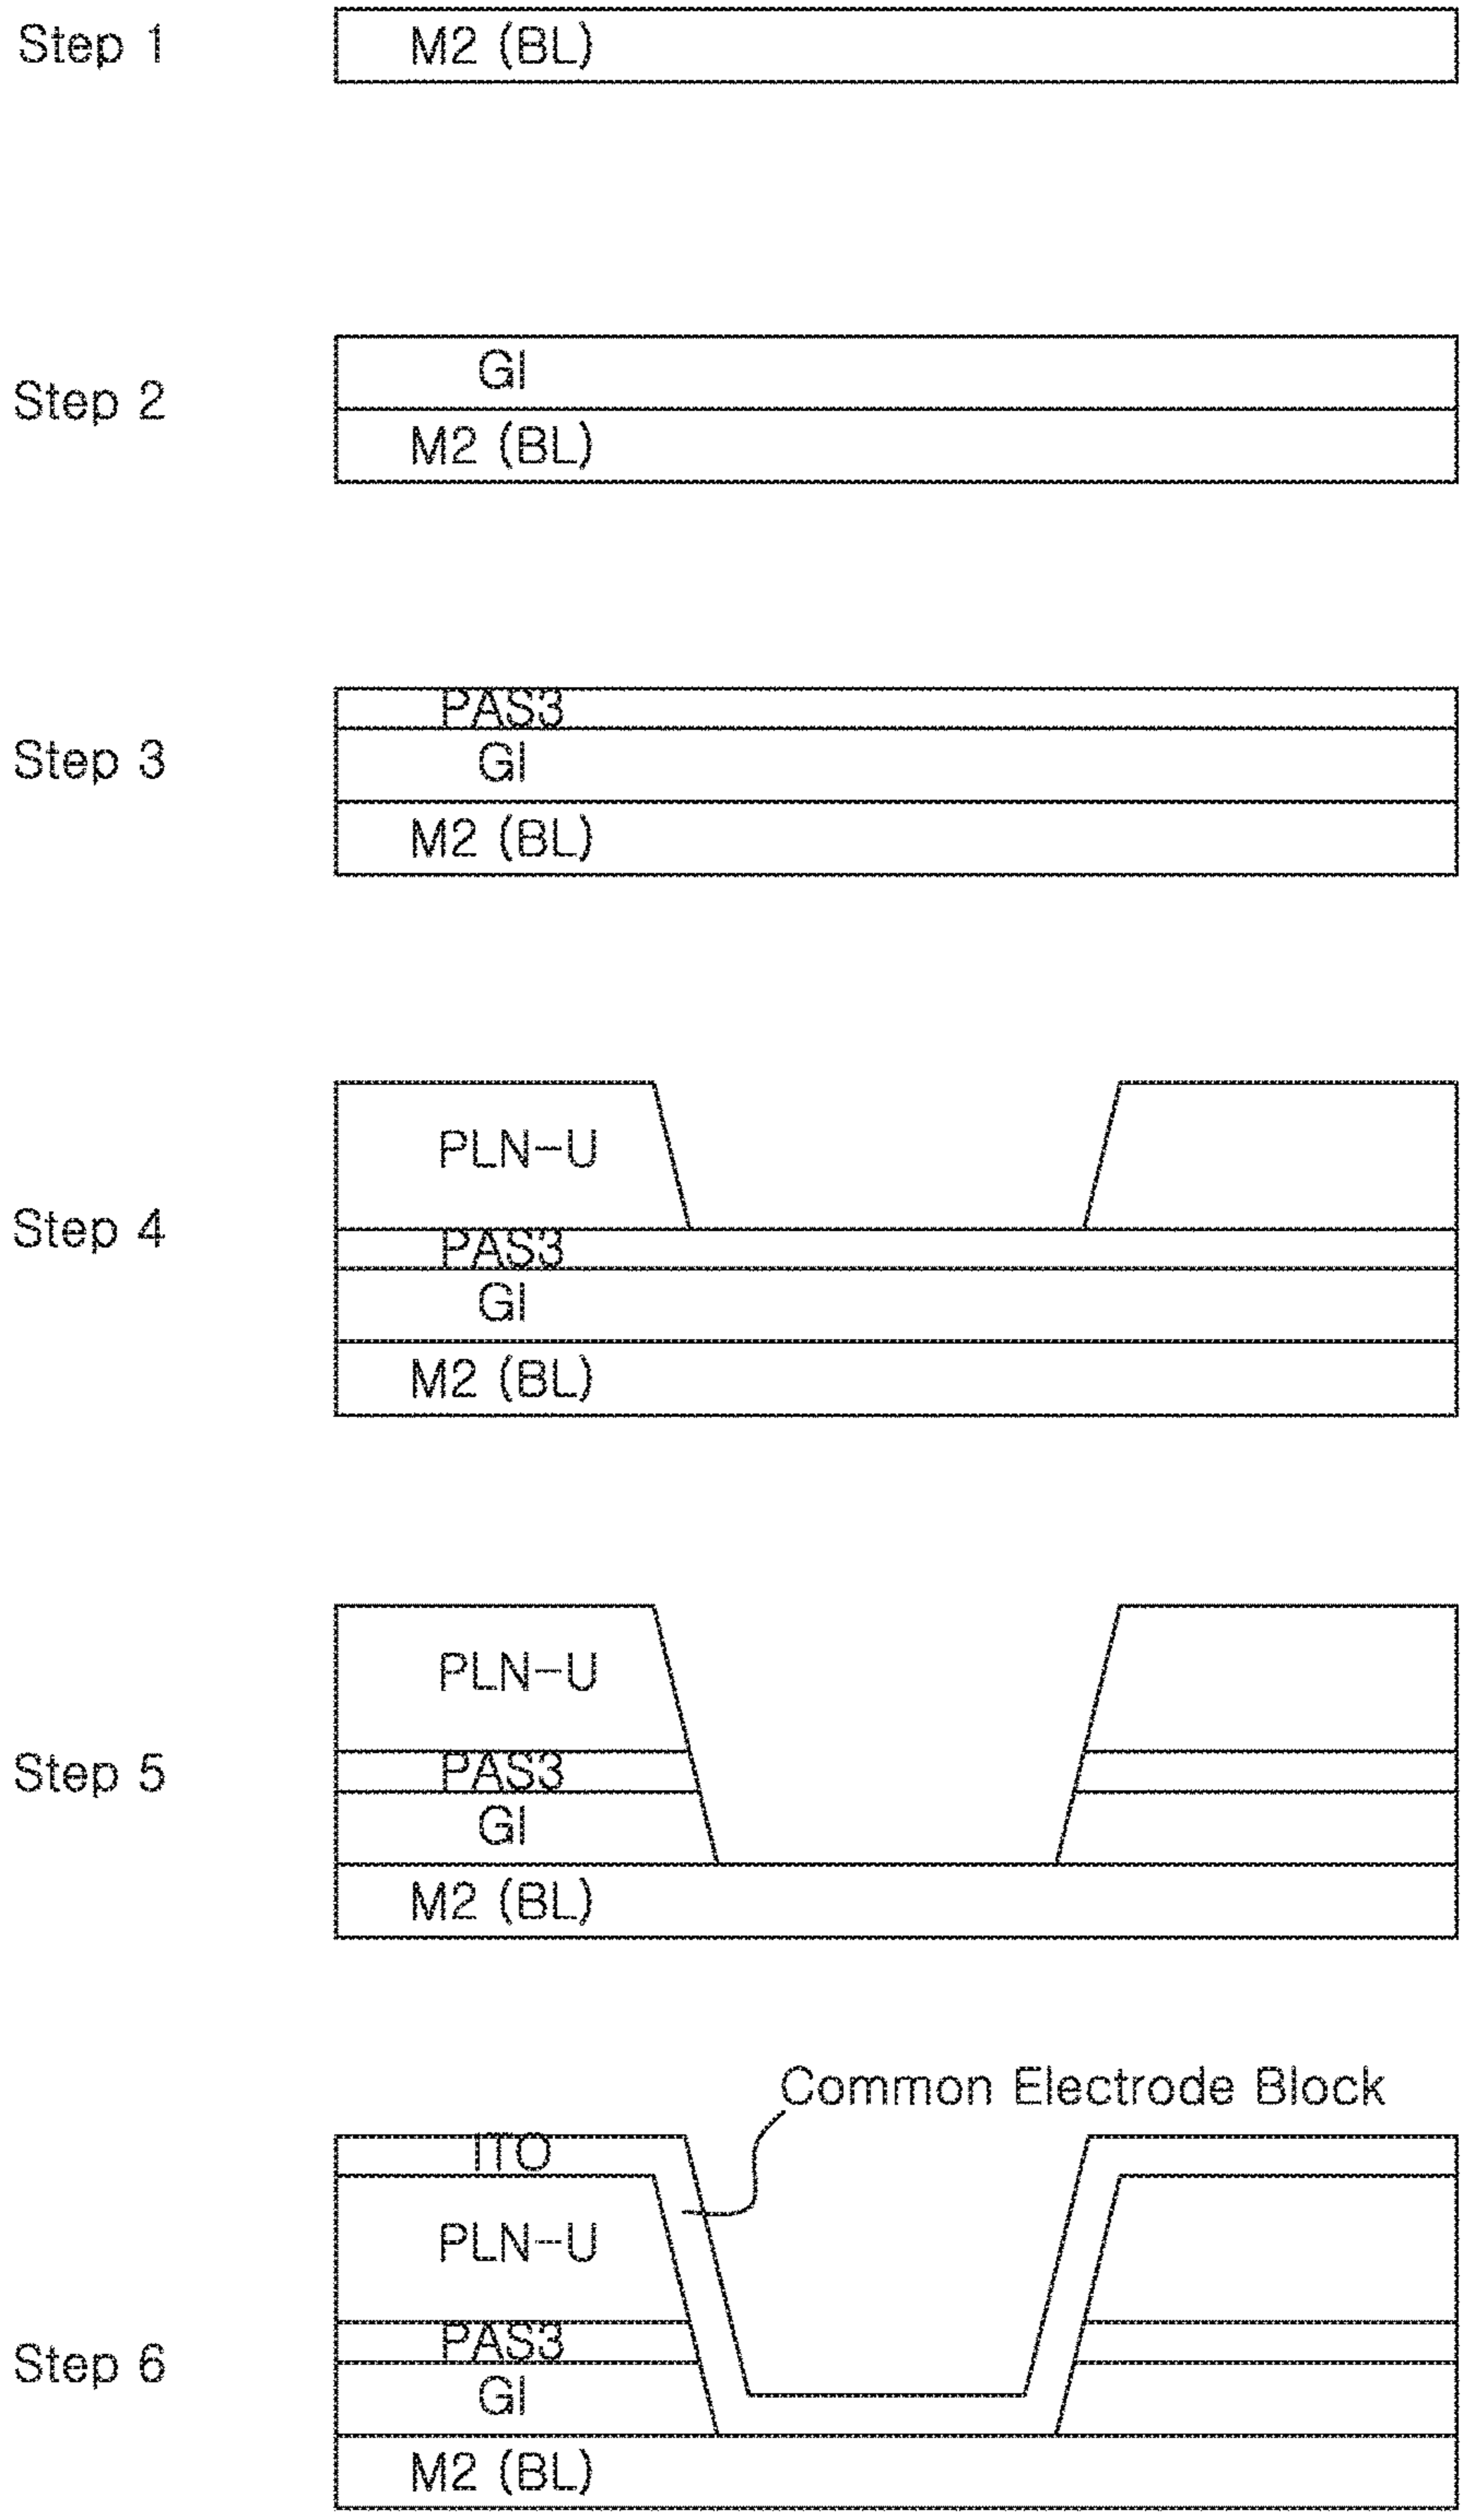 Step 1
M2 (BL)
Step 2
GI
M2 (BL)
Step 3
PAS3
GI
M2 (BL)
Step 4
PLN-U
PAS3
GI
M2 (BL)
Step 5
PLN-U
PAS3
GI
M2 (BL)
Step 6
Common Electrode Block
ITO
PLN-U
PAS3
GI
M2 (BL)